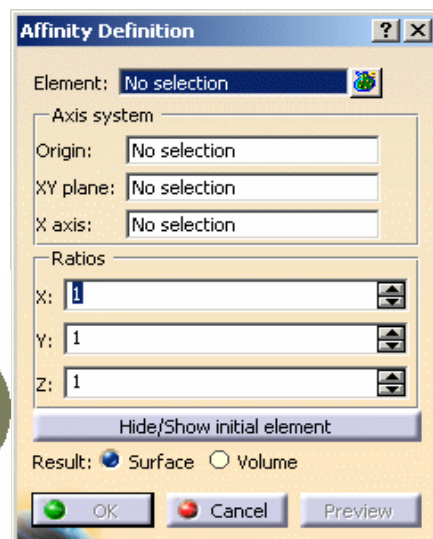 Affinity Definition
Element: No selection
Axis system
Origin: No selection
XY plane: No selection
X axis: No selection
Ratios
X: 1
Y: 1
Z: 1
Hide/Show initial element
Result: Surface Volume
OK Cancel Preview